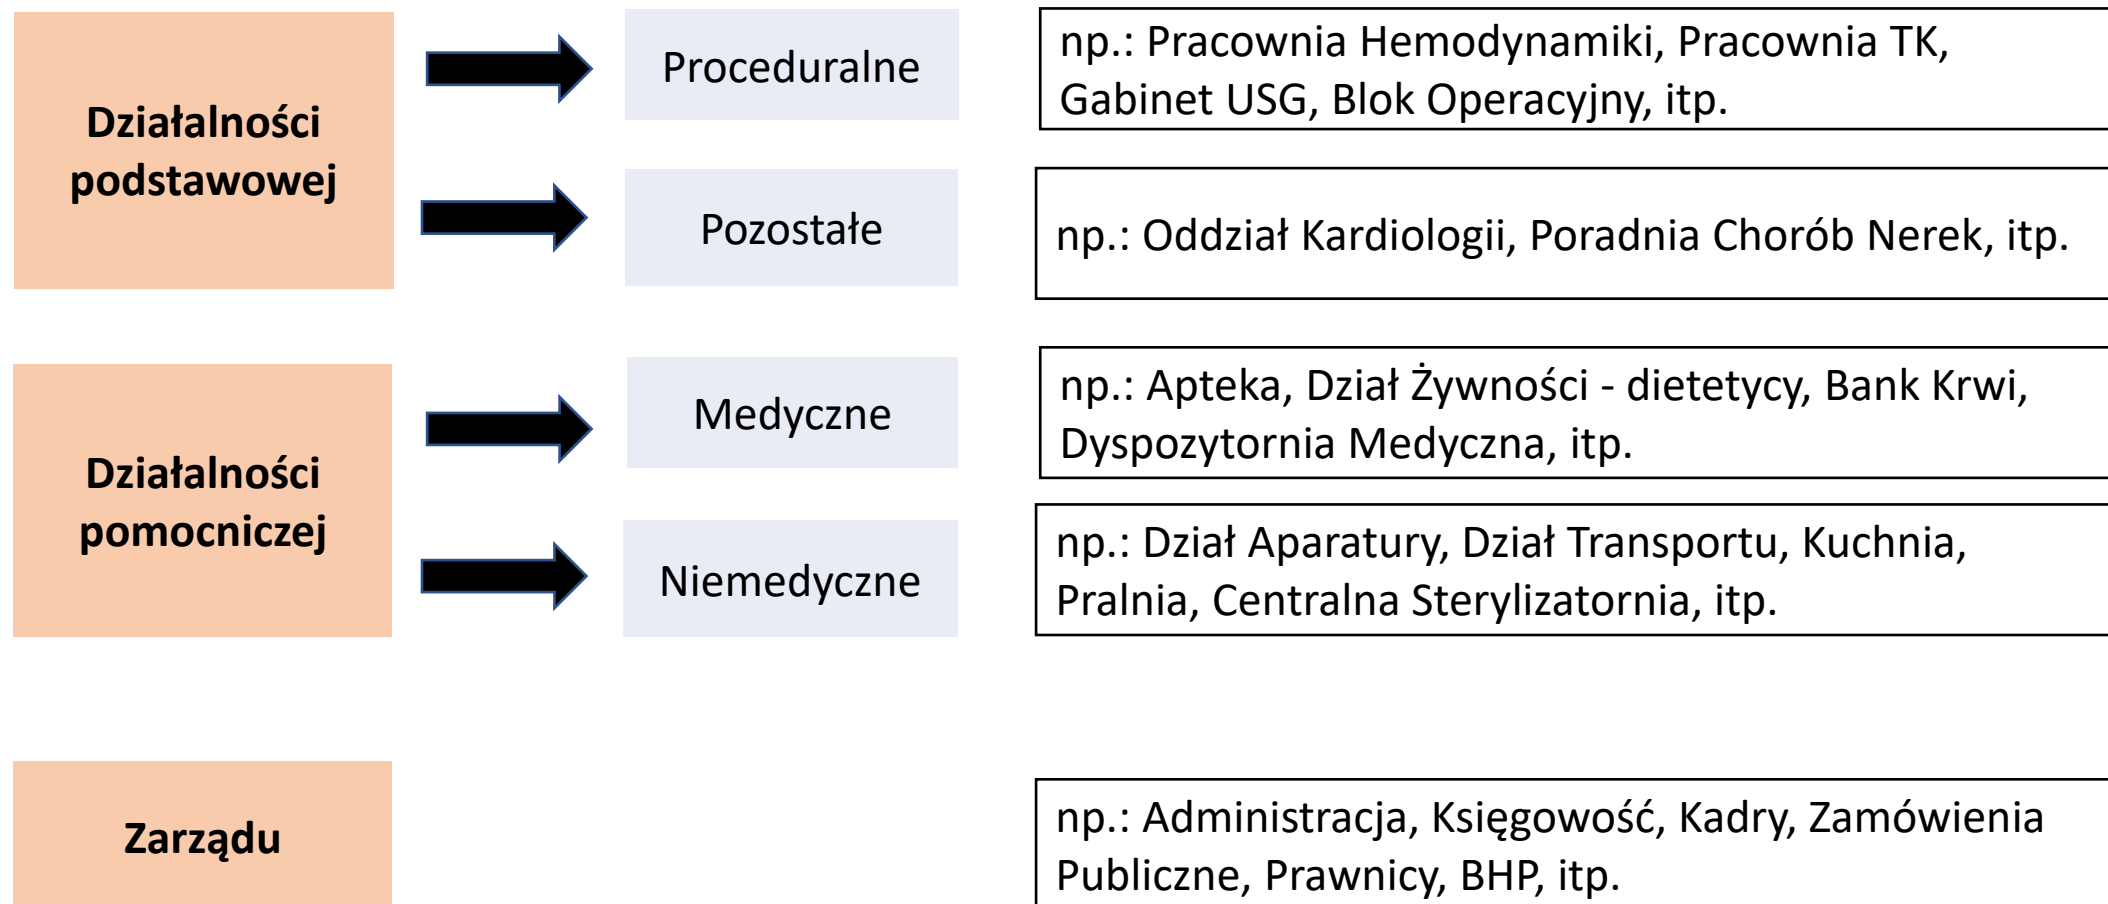 Działalności
podstawowej
Proceduralne
np.: Pracownia Hemodynamiki, Pracownia TK,
Gabinet USG, Blok Operacyjny, itp.
Pozostałe
np.: Oddział Kardiologii, Poradnia Chorób Nerek, itp.
Działalności
pomocniczej
Medyczne
np.: Apteka, Dział Żywności - dietetycy, Bank Krwi,
Dyspozytornia Medyczna, itp.
Niemedyczne
np.: Dział Aparatury, Dział Transportu, Kuchnia,
Pralnia, Centralna Sterylizatornia, itp.
Zarządu
np.: Administracja, Księgowość, Kadry, Zamówienia
Publiczne, Prawnicy, BHP, itp.